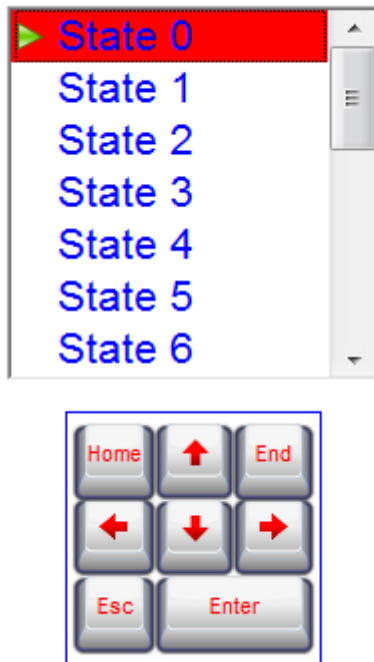 State 0
State 1
State 2
State 3
State 4
State 5
State 6
Home End
Esc Enter